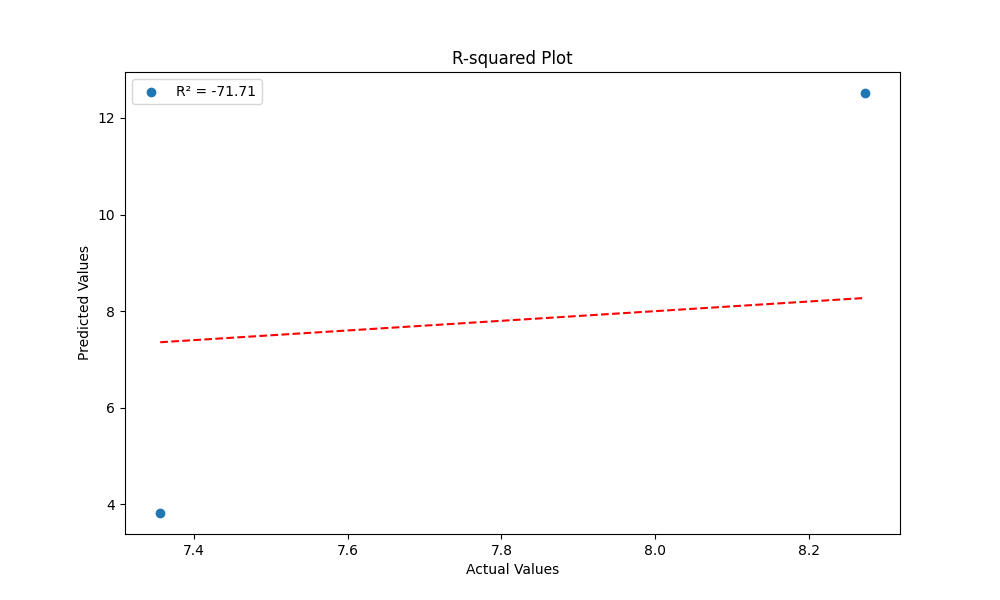 R-squared Plot
R² = -71.71
12
10
8
6
4
Predicted Values
7.4
7.6
7.8
8.0
8.2
Actual Values